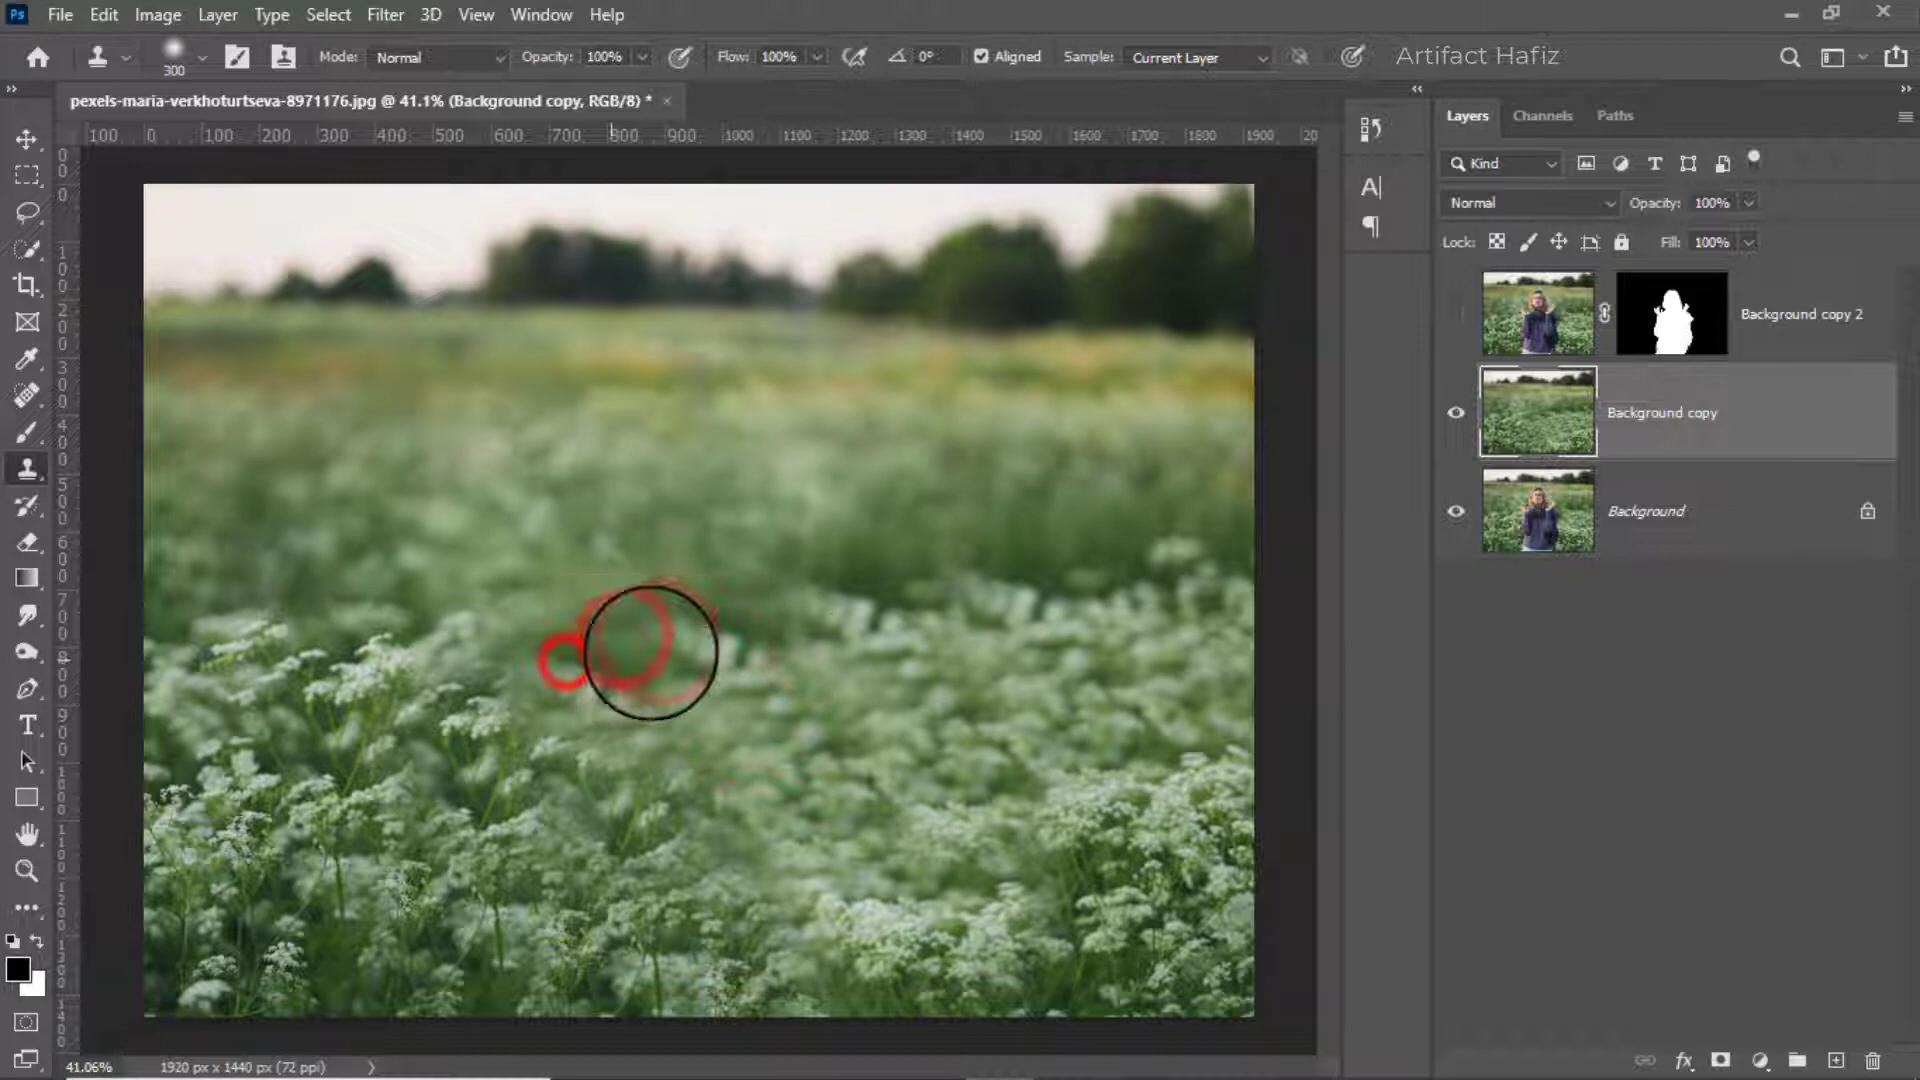 Ps File Edit Image Layer Type Select Filter 3D View Window Help
300 Mode: Normal Opacity: 100% Flow: 100% 0° Aligned Sample: Current Layer Artifact Hafiz
pexels-maria-verkhoturtseva-8971176.jpg @ 41.1% (Background copy, RGB/8) * ×
100 0 100 200 300 400 500 600 700 800 900 1000 1100 1200 1300 1400 1500 1600 1700 1800 1900 20
Layers Channels Paths
Kind
Normal Opacity: 100%
Lock: Fill: 100%
Background copy 2
Background copy
Background
41.06% 1920 px x 1440 px (72 ppi)